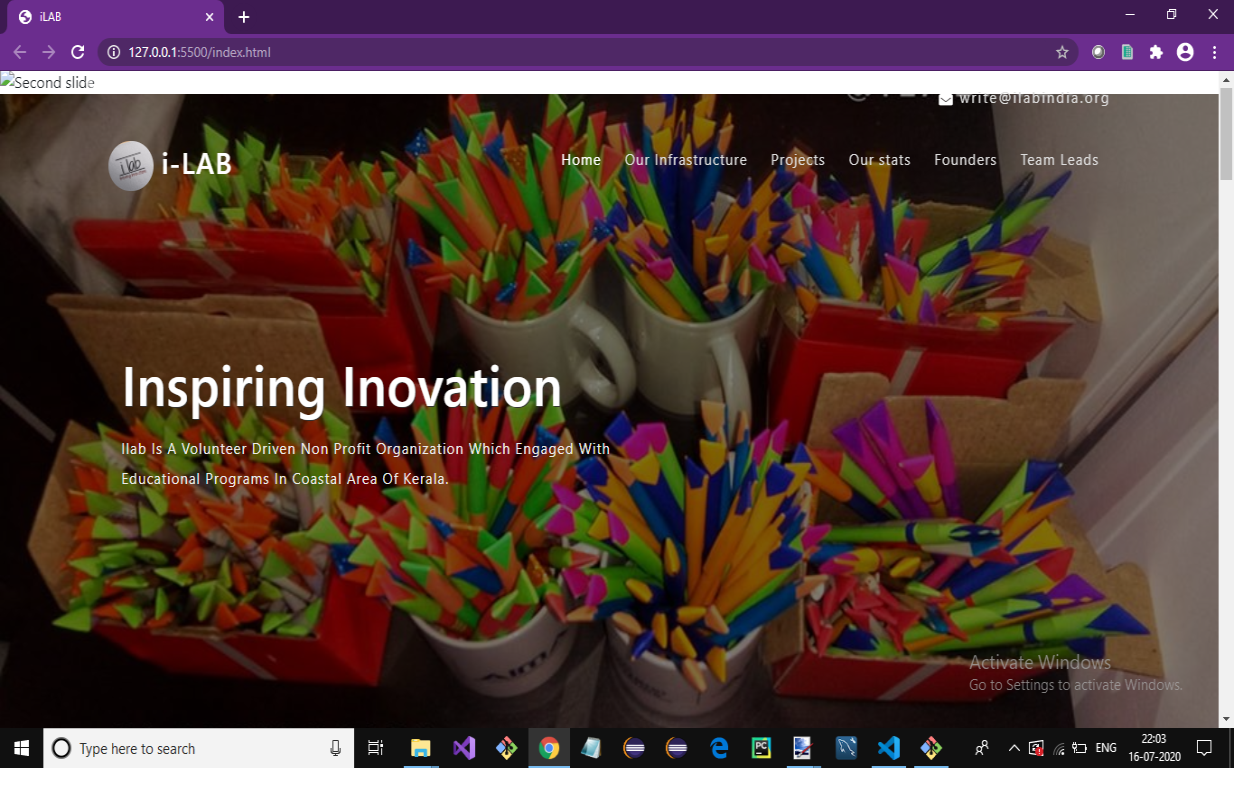 iLAB
127.0.0.1:5500/index.html
Second slide
write@ilabindia.org
i-LAB
Home Our Infrastructure Projects Our stats Founders Team Leads
Inspiring Inovation
Ilab Is A Volunteer Driven Non Profit Organization Which Engaged With
Educational Programs In Coastal Area Of Kerala.
Activate Windows
Go to Settings to activate Windows.
Type here to search
PC
ENG
22:03
16-07-2020